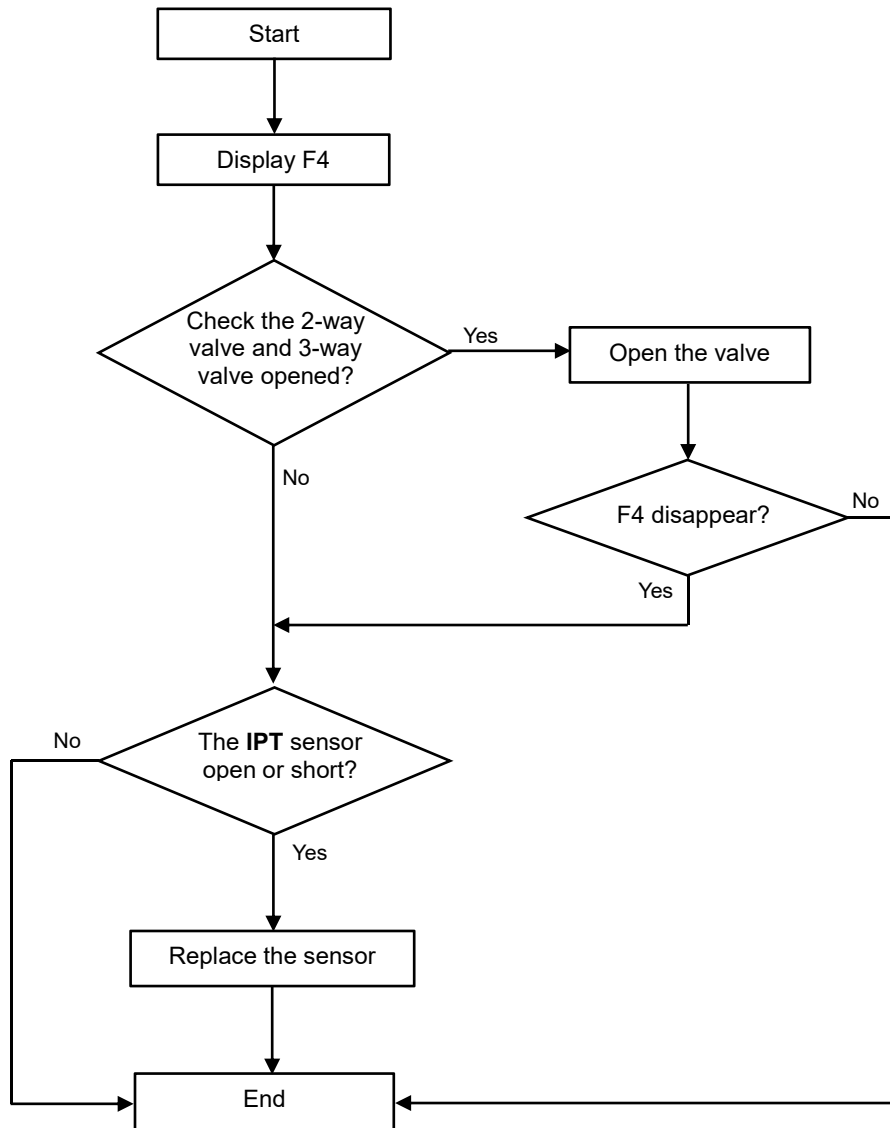 Start
Display F4
Check the 2-way
valve and 3-way
valve opened?
Yes
Open the valve
No
F4 disappear?
No
Yes
No
The IPT sensor
open or short?
Yes
Replace the sensor
End